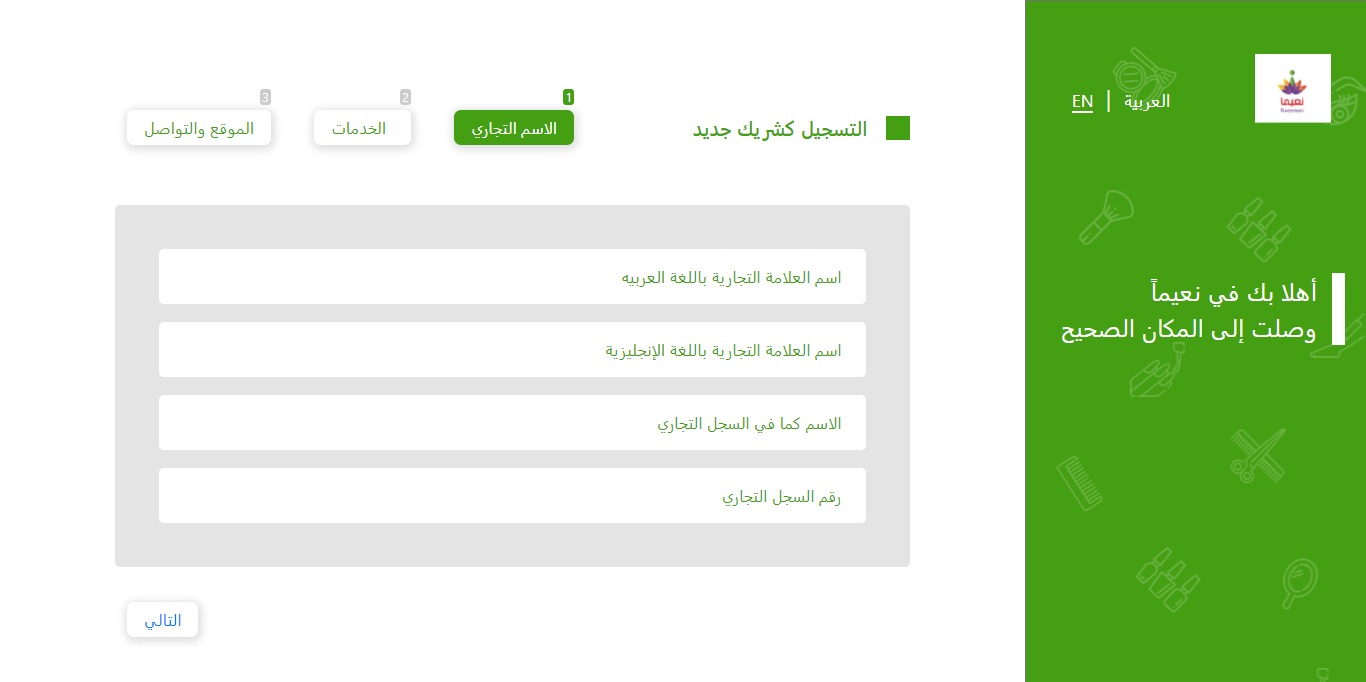 نعيما
Naeeman
العربية | EN
أهلا بك في نعيماً
وصلت إلى المكان الصحيح
التسجيل كشريك جديد
1
الاسم التجاري
2
الخدمات
3
الموقع والتواصل
اسم العلامة التجارية باللغة العربيه
اسم العلامة التجارية باللغة الإنجليزية
الاسم كما في السجل التجاري
رقم السجل التجاري
التالي